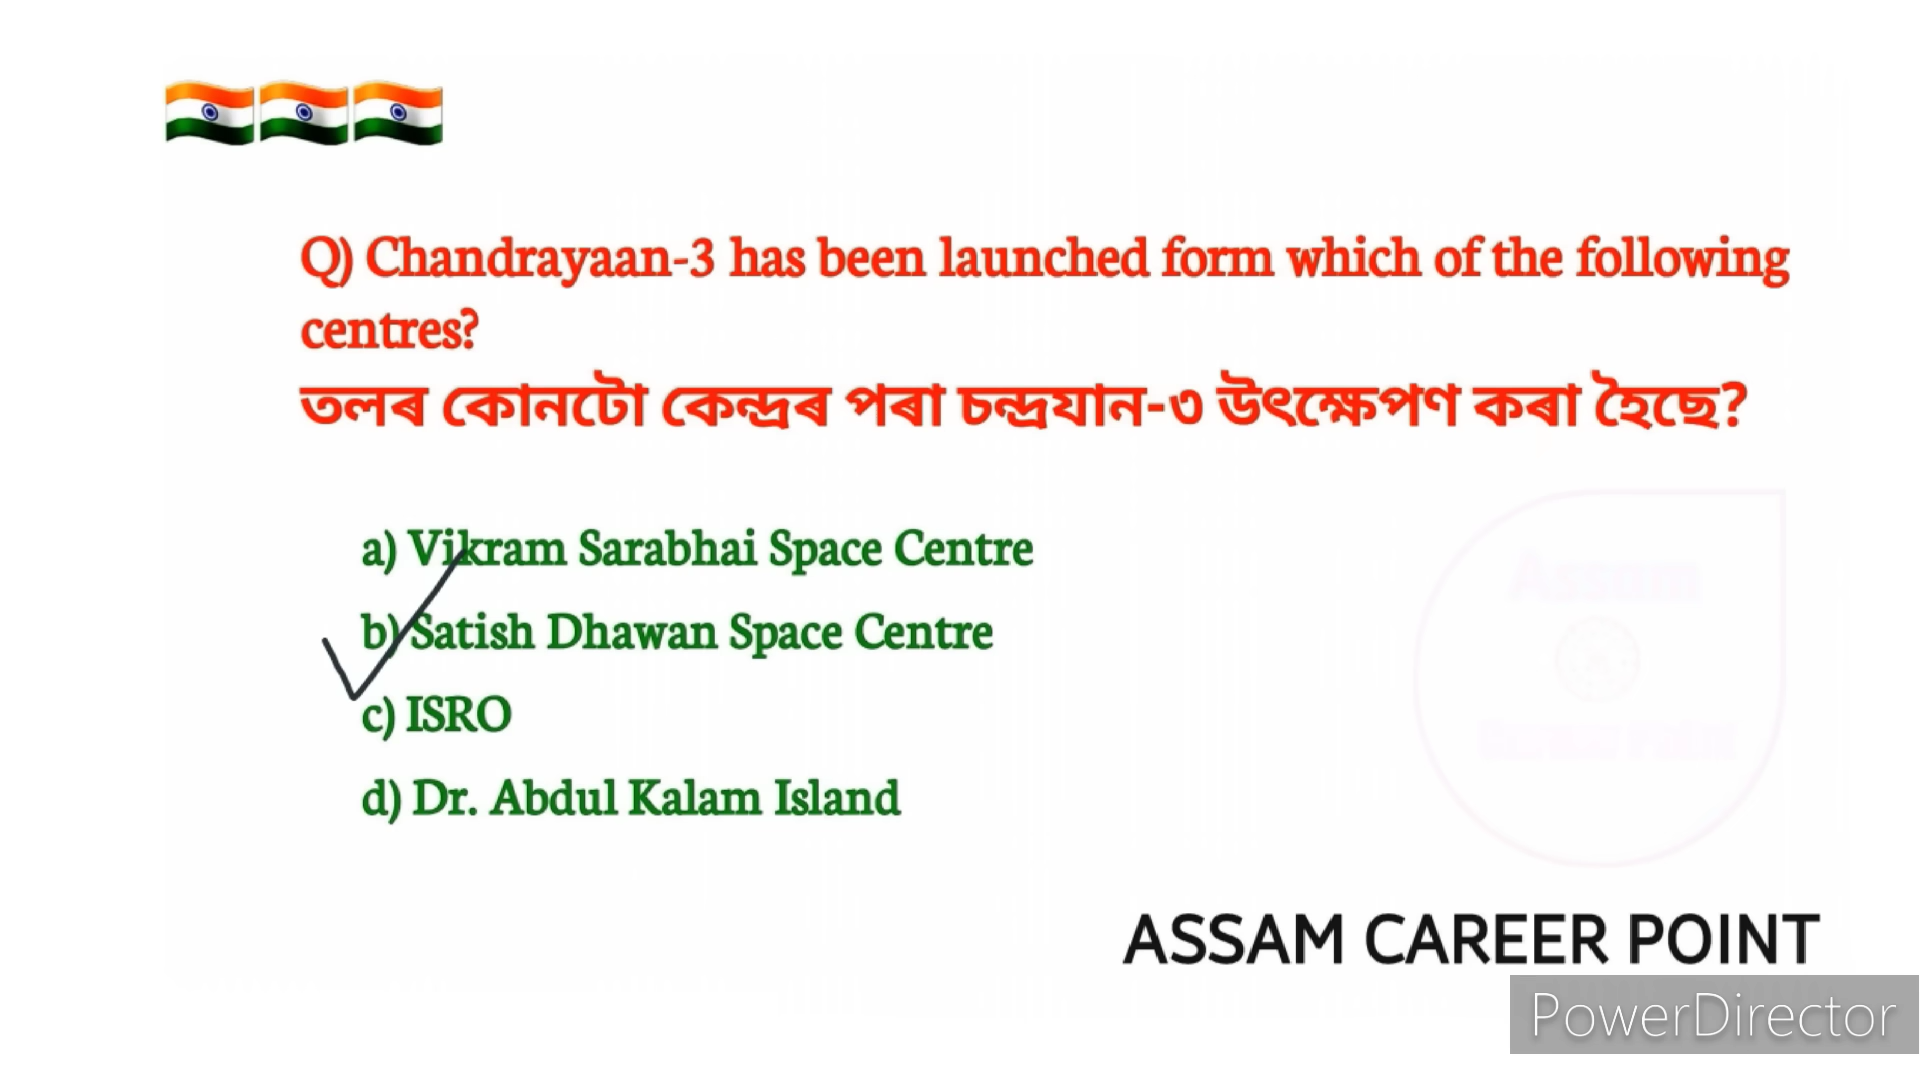 Q) Chandrayaan-3 has been launched form which of the following
centres?
তলৰ কোনটো কেন্দ্ৰৰ পৰা চন্দ্ৰযান-৩ উৎক্ষেপণ কৰা হৈছে?
a) Vikram Sarabhai Space Centre
b) Satish Dhawan Space Centre
c) ISRO
d) Dr. Abdul Kalam Island
Assam
ASSAM CAREER POINT
PowerDirector